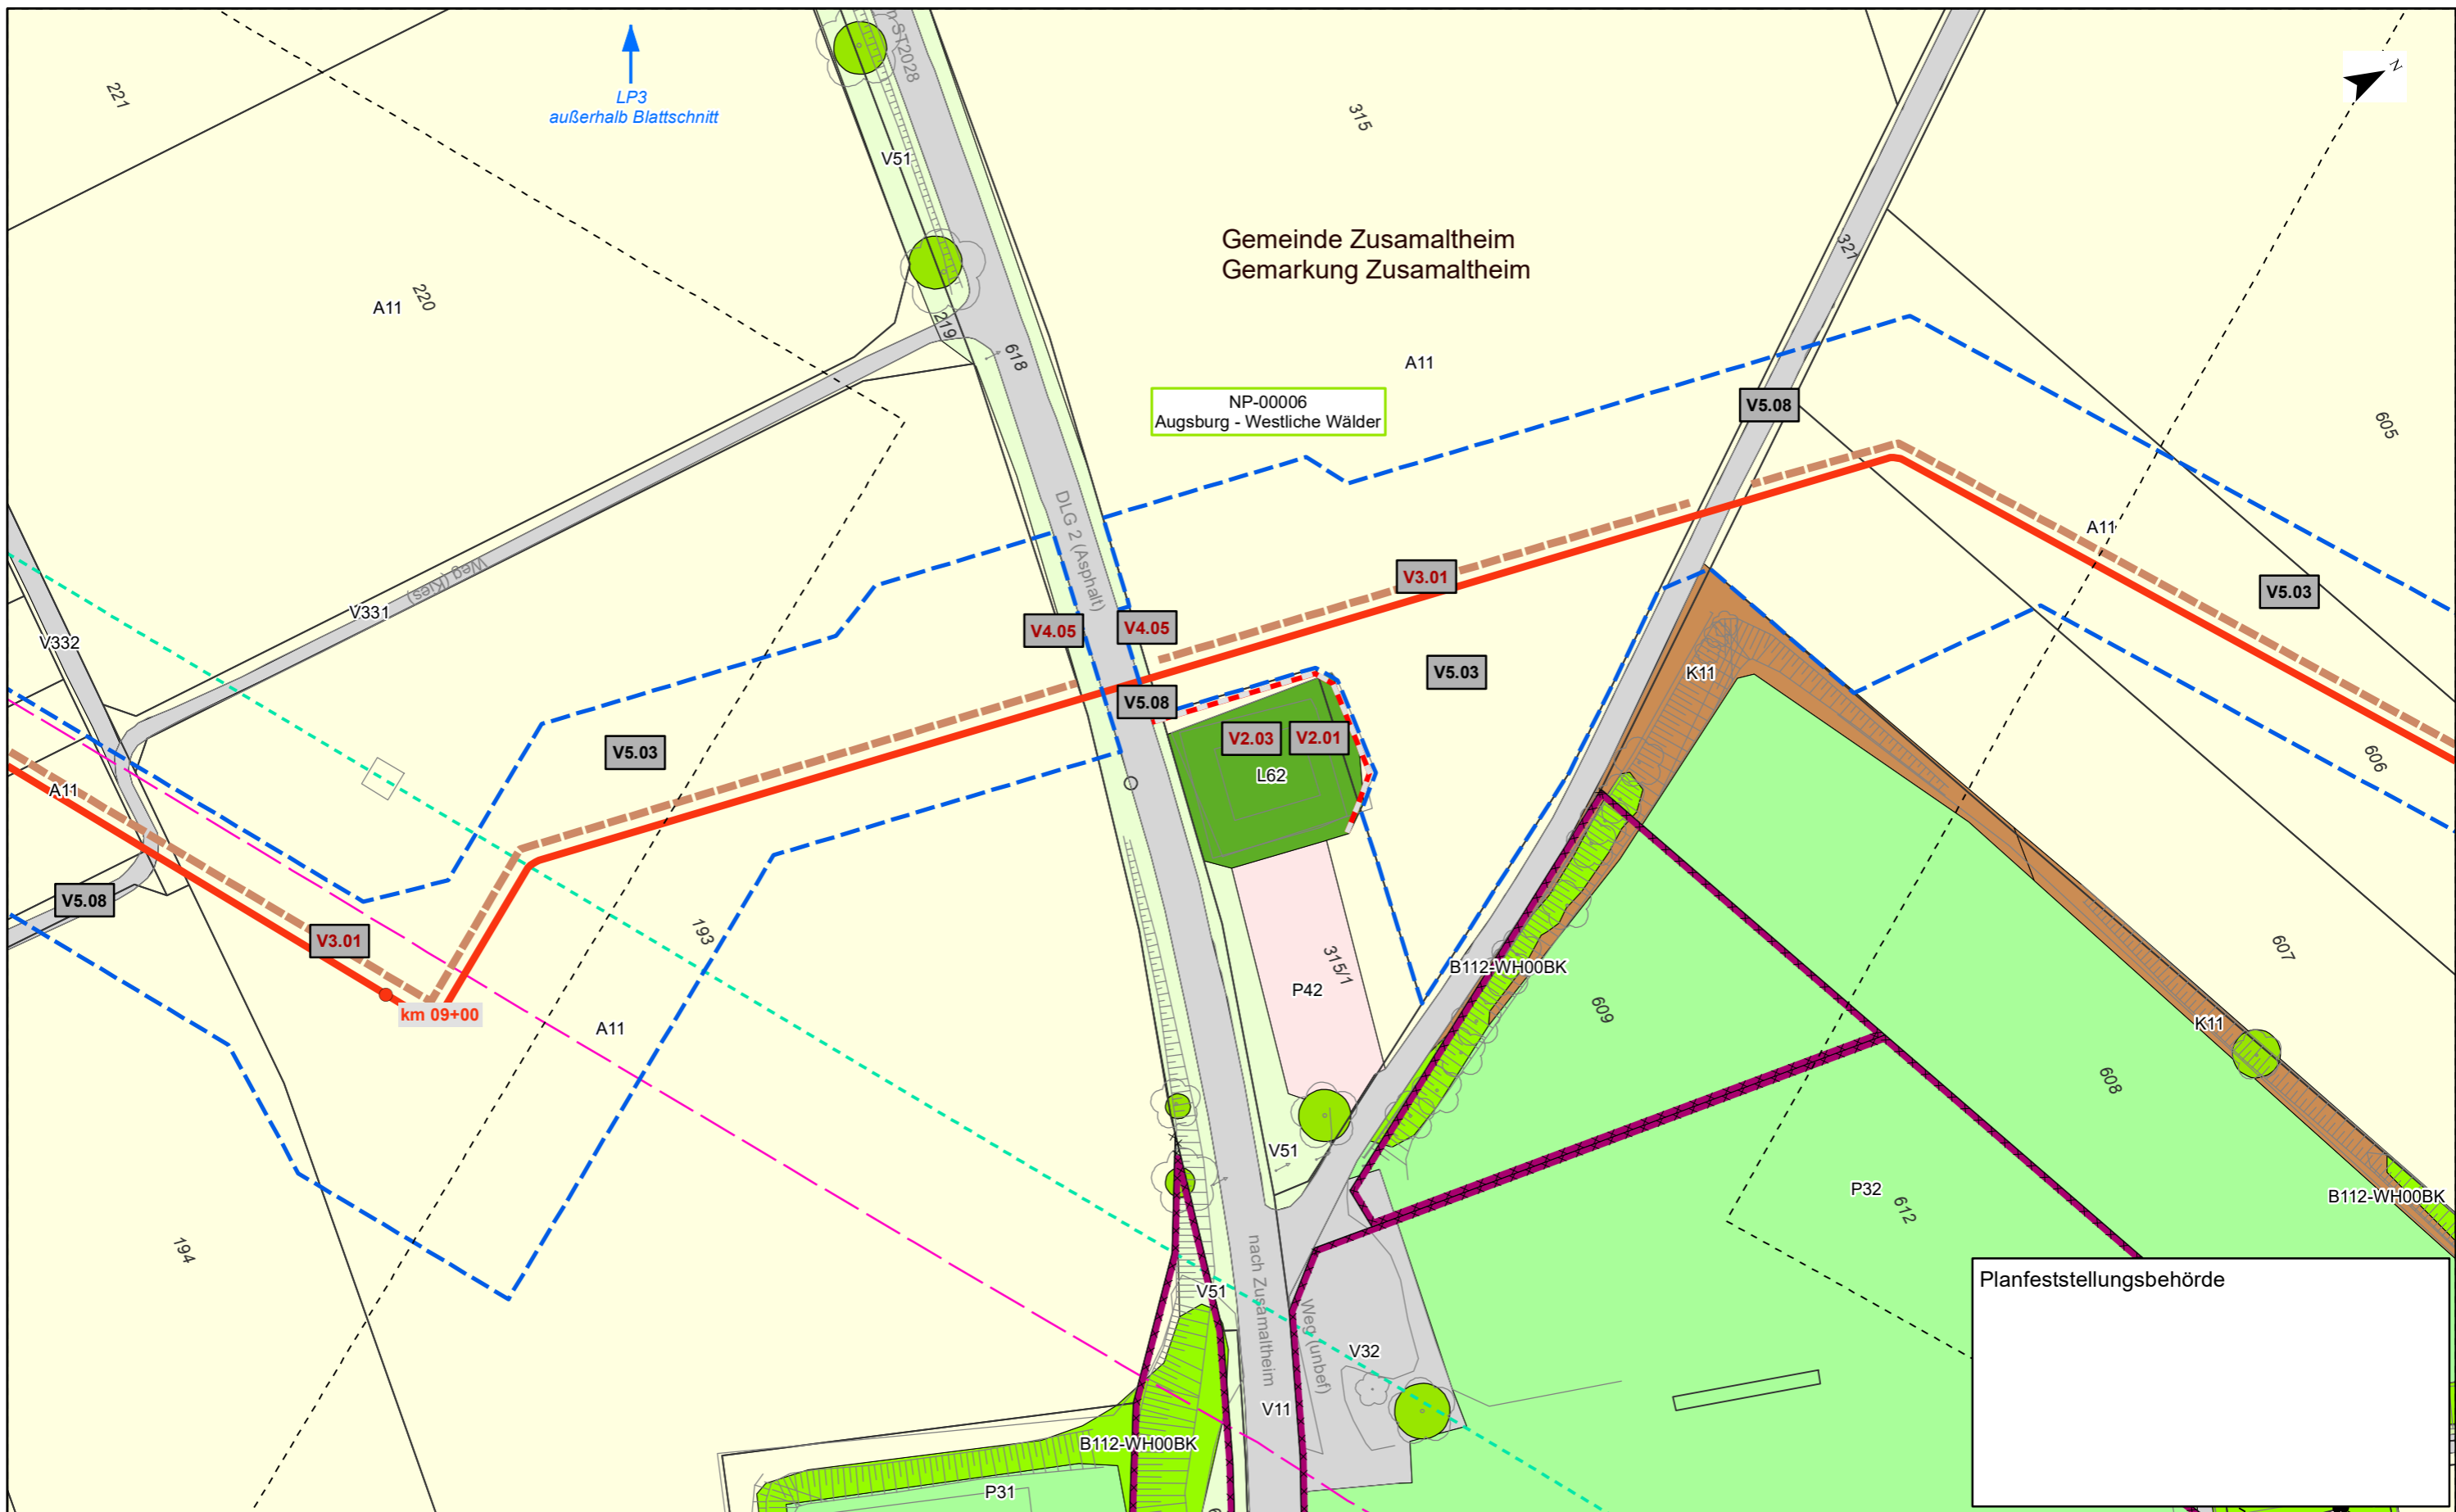 n ST2028
N
221
LP3
außerhalb Blattschnitt
315
V51
Gemeinde Zusamaltheim
Gemarkung Zusamaltheim
321
220
A11
219
618
A11
NP-00006
Augsburg - Westliche Wälder
V5.08
605
DLG 2 (Asphalt)
A11
Weg (Kies)
V331
V3.01
V5.03
V332
V4.05
V4.05
V5.03
K11
V5.08
V2.03
V2.01
V5.03
L62
606
A11
V5.08
V3.01
193
315/1
B112-WH00BK
607
P42
609
km 09+00
A11
K11
608
V51
P32
612
B112-WH00BK
194
nach Zusamaltheim
V51
Weg (unbef)
Planfeststellungsbehörde
V32
V11
B112-WH00BK
P31